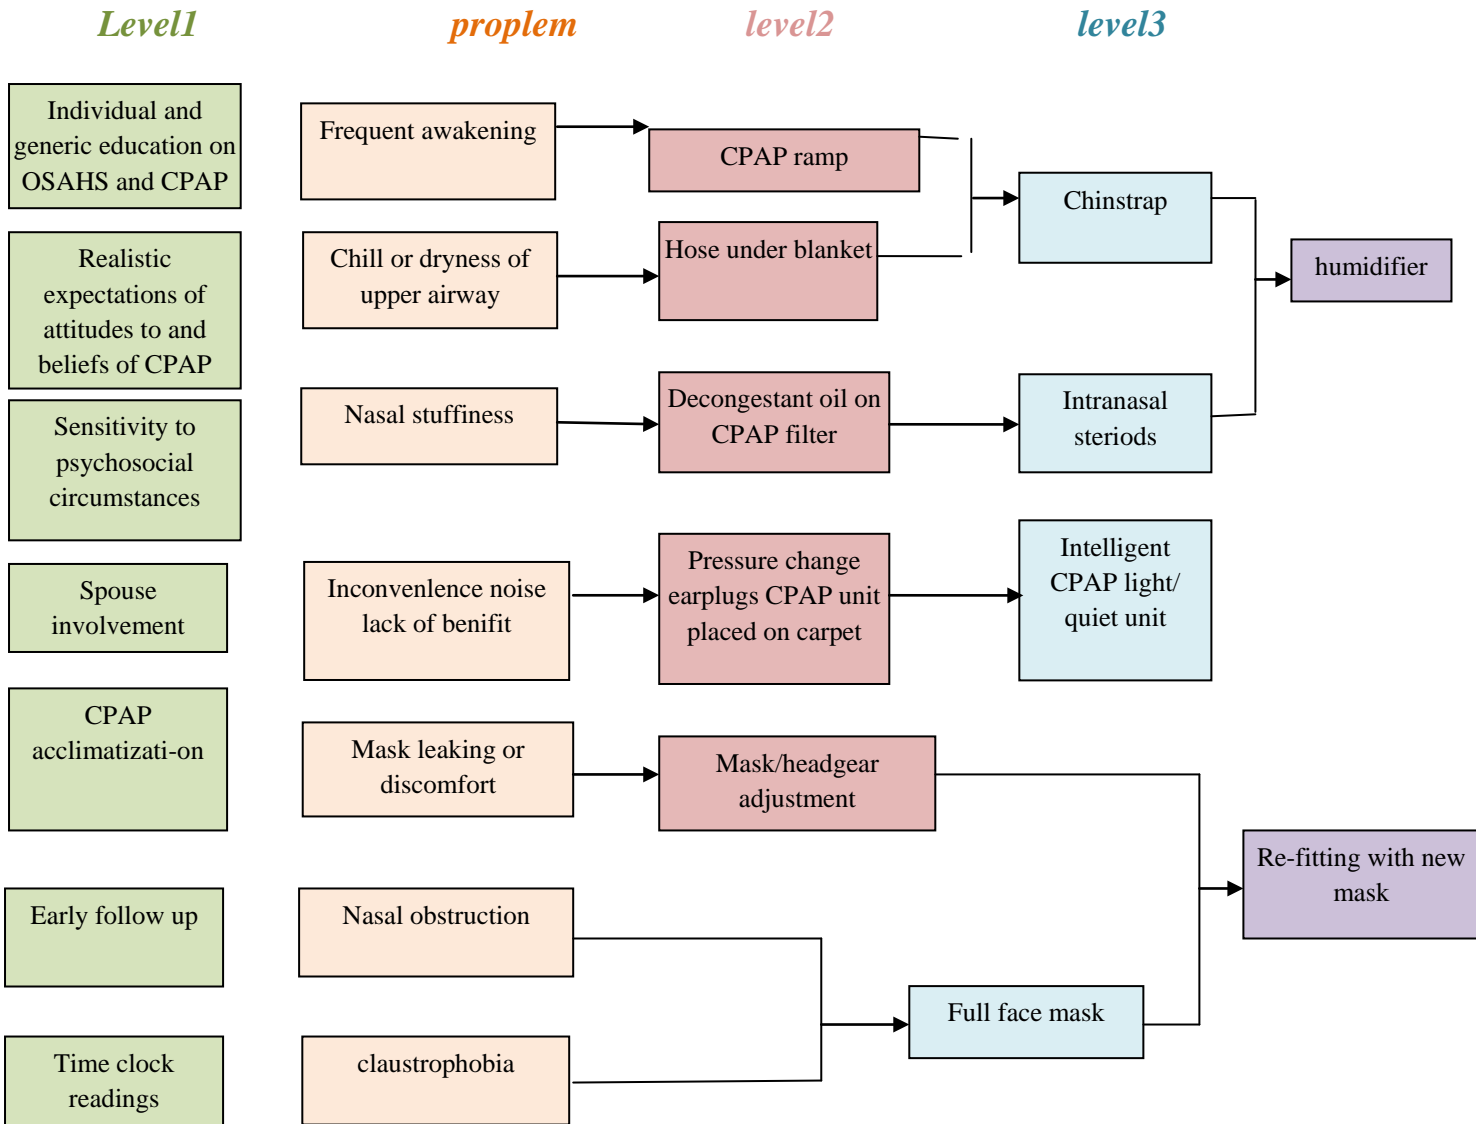 Level1
proplem
level2
level3
Individual and
generic education on
OSAHS and CPAP
Frequent awakening
CPAP ramp
Chinstrap
Realistic
expectations of
attitudes to and
beliefs of CPAP
Chill or dryness of
upper airway
Hose under blanket
humidifier
Sensitivity to
psychosocial
circumstances
Nasal stuffiness
Decongestant oil on
CPAP filter
Intranasal
steriods
Spouse
involvement
Inconvenlence noise
lack of benifit
Pressure change
earplugs CPAP unit
placed on carpet
Intelligent
CPAP light/
quiet unit
CPAP
acclimatizati-on
Mask leaking or
discomfort
Mask/headgear
adjustment
Re-fitting with new
mask
Early follow up
Nasal obstruction
Full face mask
Time clock
readings
claustrophobia